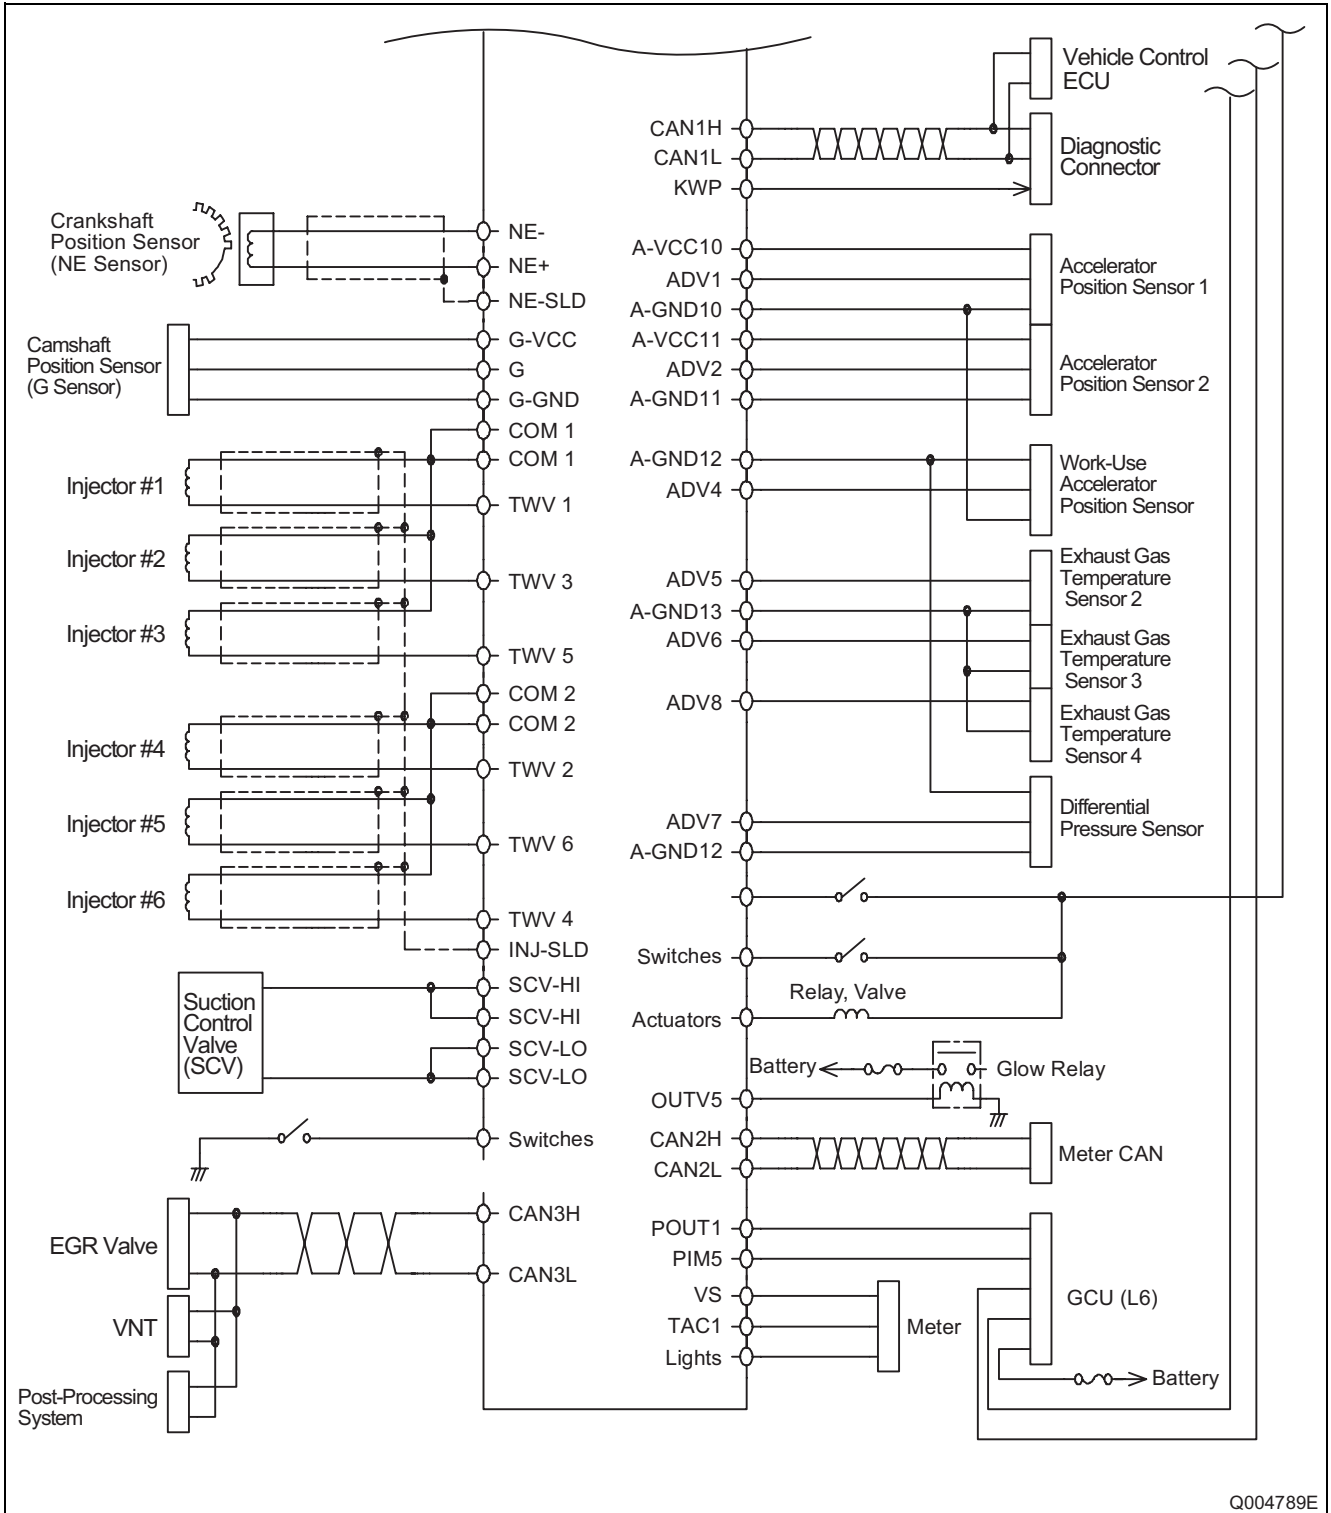 Vehicle Control
ECU
CAN1H
CAN1L
KWP
Diagnostic
Connector
Crankshaft
Position Sensor
(NE Sensor)
NE-
NE+
NE-SLD
A-VCC10
ADV1
A-GND10
Accelerator
Position Sensor 1
Camshaft
Position Sensor
(G Sensor)
G-VCC
G
G-GND
A-VCC11
ADV2
A-GND11
Accelerator
Position Sensor 2
COM 1
COM 1
TWV 1
Injector #1
A-GND12
ADV4
Work-Use
Accelerator
Position Sensor
Injector #2
TWV 3
Injector #3
TWV 5
ADV5
A-GND13
ADV6
ADV8
Exhaust Gas
Temperature
Sensor 2
Exhaust Gas
Temperature
Sensor 3
Exhaust Gas
Temperature
Sensor 4
COM 2
COM 2
Injector #4
TWV 2
Injector #5
TWV 6
Injector #6
TWV 4
INJ-SLD
ADV7
A-GND12
Differential
Pressure Sensor
Switches
Relay, Valve
Actuators
Suction
Control
Valve
(SCV)
SCV-HI
SCV-HI
SCV-LO
SCV-LO
Battery
Glow Relay
OUTV5
Switches
CAN2H
CAN2L
Meter CAN
EGR Valve
CAN3H
CAN3L
VNT
Post-Processing
System
POUT1
PIM5
VS
TAC1
Lights
Meter
GCU (L6)
Battery
Q004789E